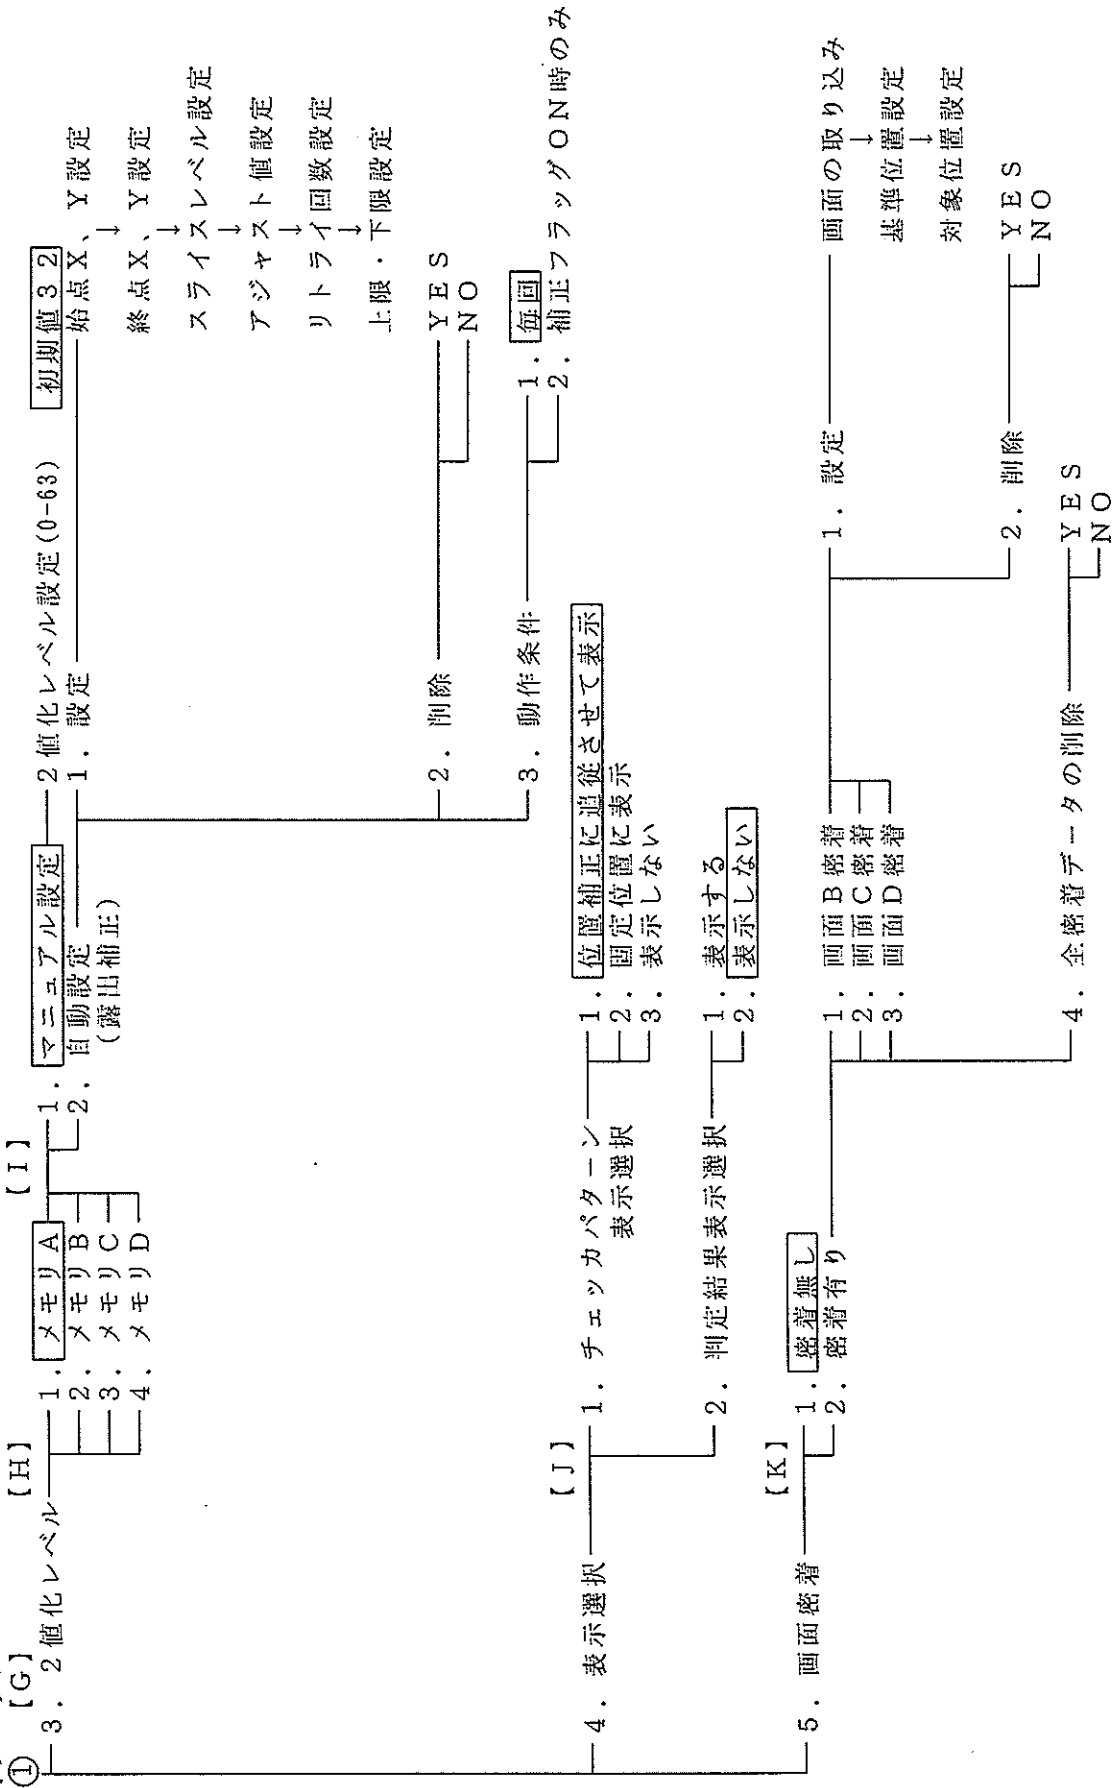 ①
【G】
3．2値化レベル
【H】
1．メモリA
2．メモリB
3．メモリC
4．メモリD
【I】
1．マニュアル設定
2．自動設定
（露出補正）
2値化レベル設定(0-63)
初期値32
1．設定
始点X、Y設定
↓
終点X、Y設定
↓
スライスレベル設定
↓
アジャスト値設定
↓
リトライ回数設定
↓
上限・下限設定
2．削除
YES
NO
3．動作条件
1．毎回
2．補正フラッグON時のみ
4．表示選択
【J】
1．チェッカパターン
表示選択
1．位置補正に追従させて表示
2．固定位置に表示
3．表示しない
2．判定結果表示選択
1．表示する
2．表示しない
5．画面密着
【K】
1．密着無し
2．密着有り
1．画面B密着
2．画面C密着
3．画面D密着
1．設定
画面の取り込み
↓
基準位置設定
↓
対象位置設定
2．削除
YES
NO
4．全密着データの削除
YES
NO